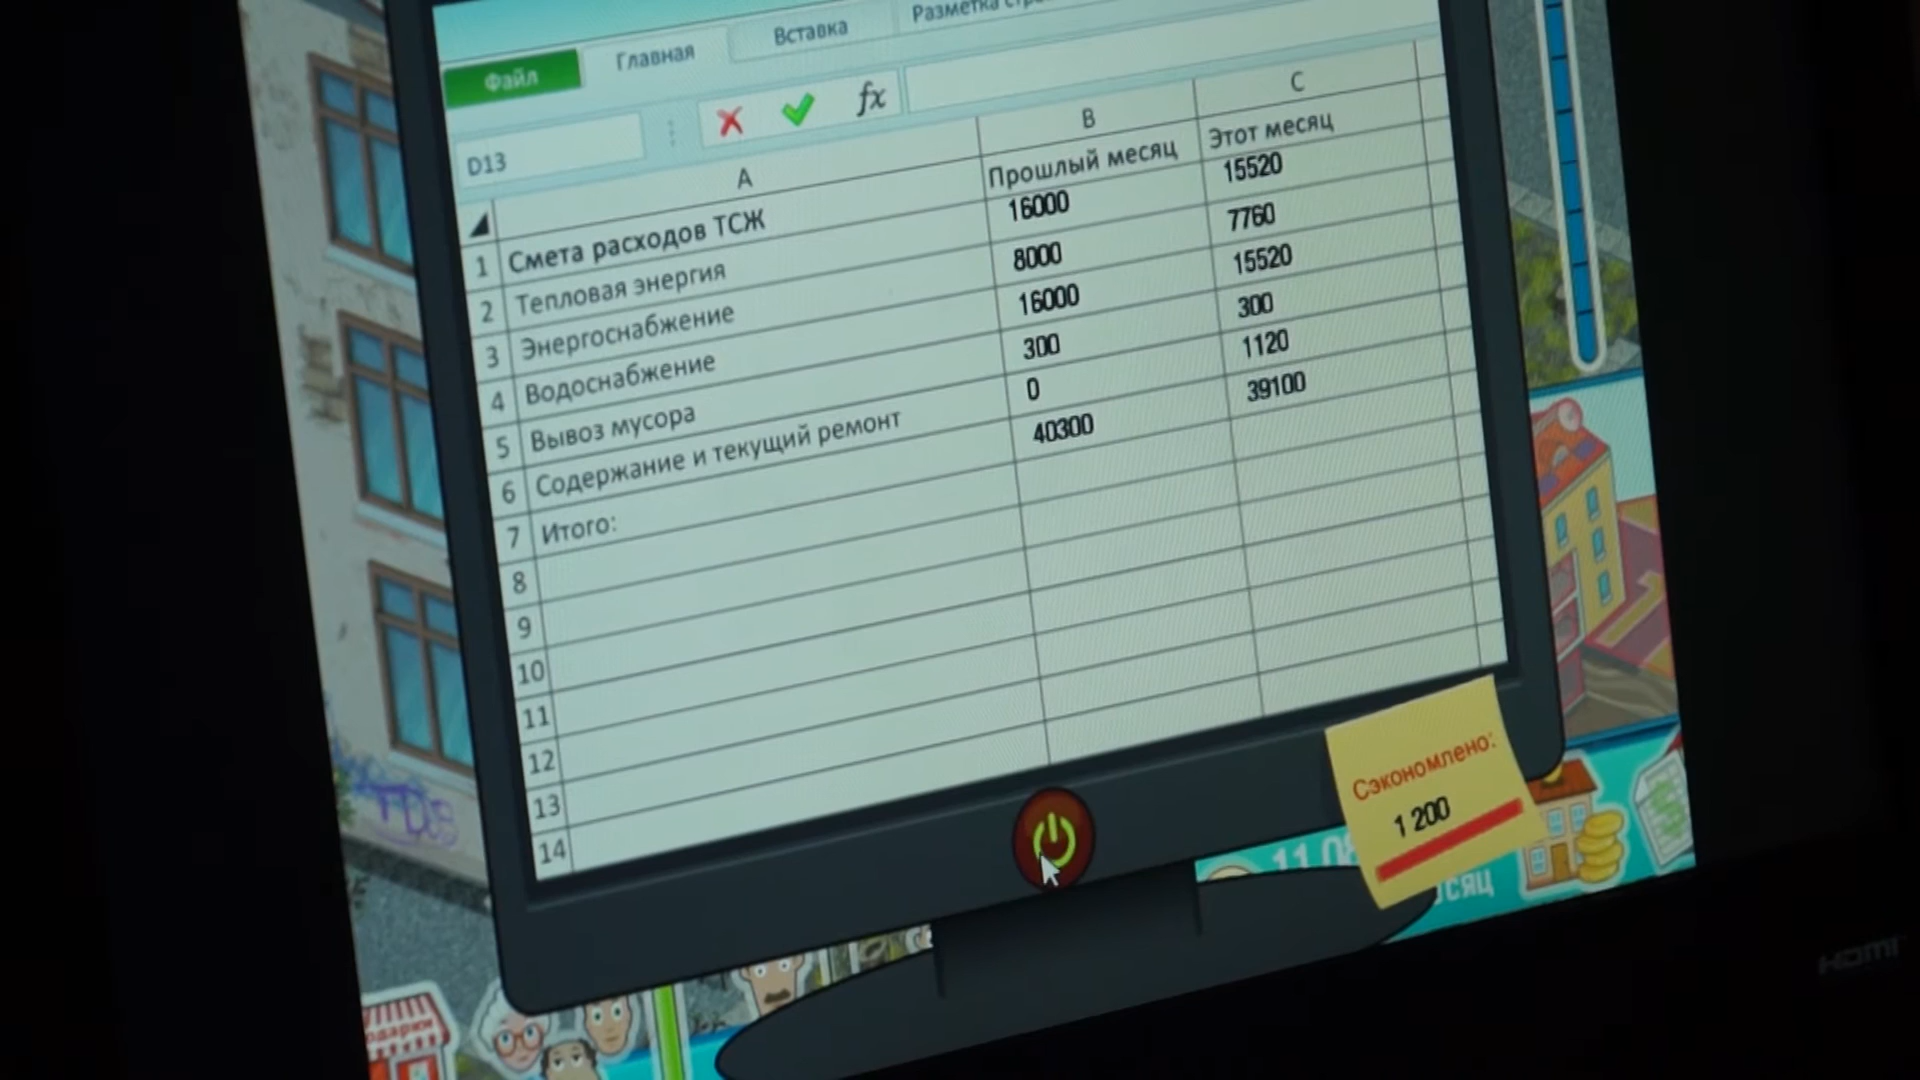 Файл Главная Вставка Разметка
D13 fx
A B C
Прошлый месяц Этот месяц
1 Смета расходов ТСЖ 16000 15520
2 Тепловая энергия 8000 7760
3 Энергоснабжение 16000 15520
4 Водоснабжение 300 300
5 Вывоз мусора 0 1120
6 Содержание и текущий ремонт 40300 39100
7 Итого:
8
9
10
11
12
13
14
Сэкономлено:
1 200
HDMI